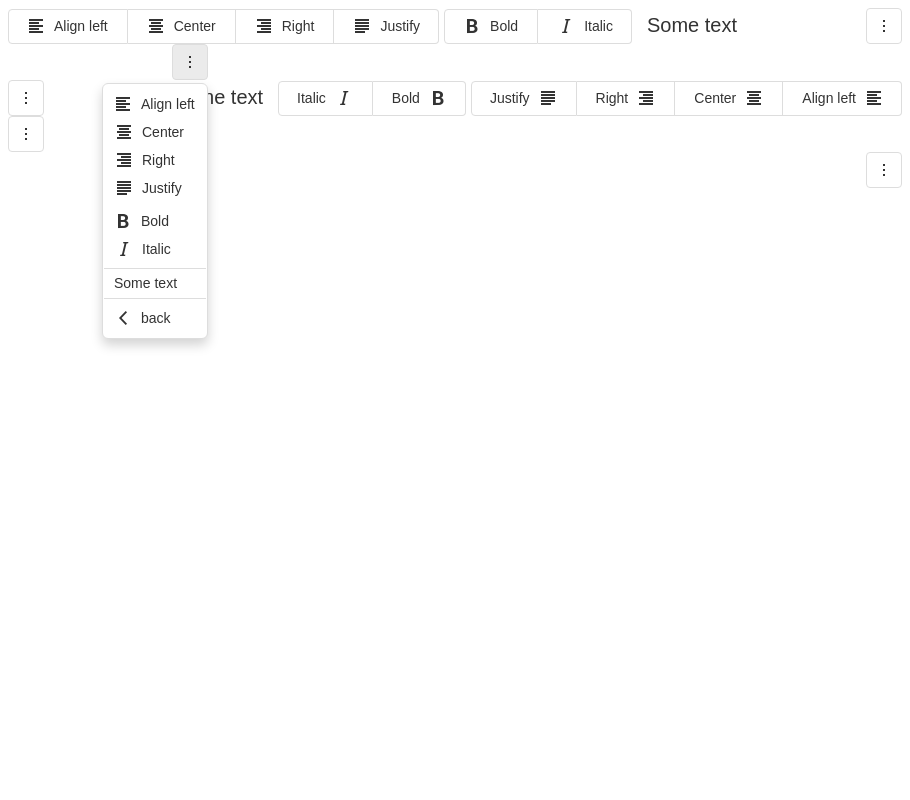 Align left Center Right Justify Bold Italic Some text
me text Italic Bold Justify Right Center Align left
Align left
Center
Right
Justify
Bold
Italic
Some text
back